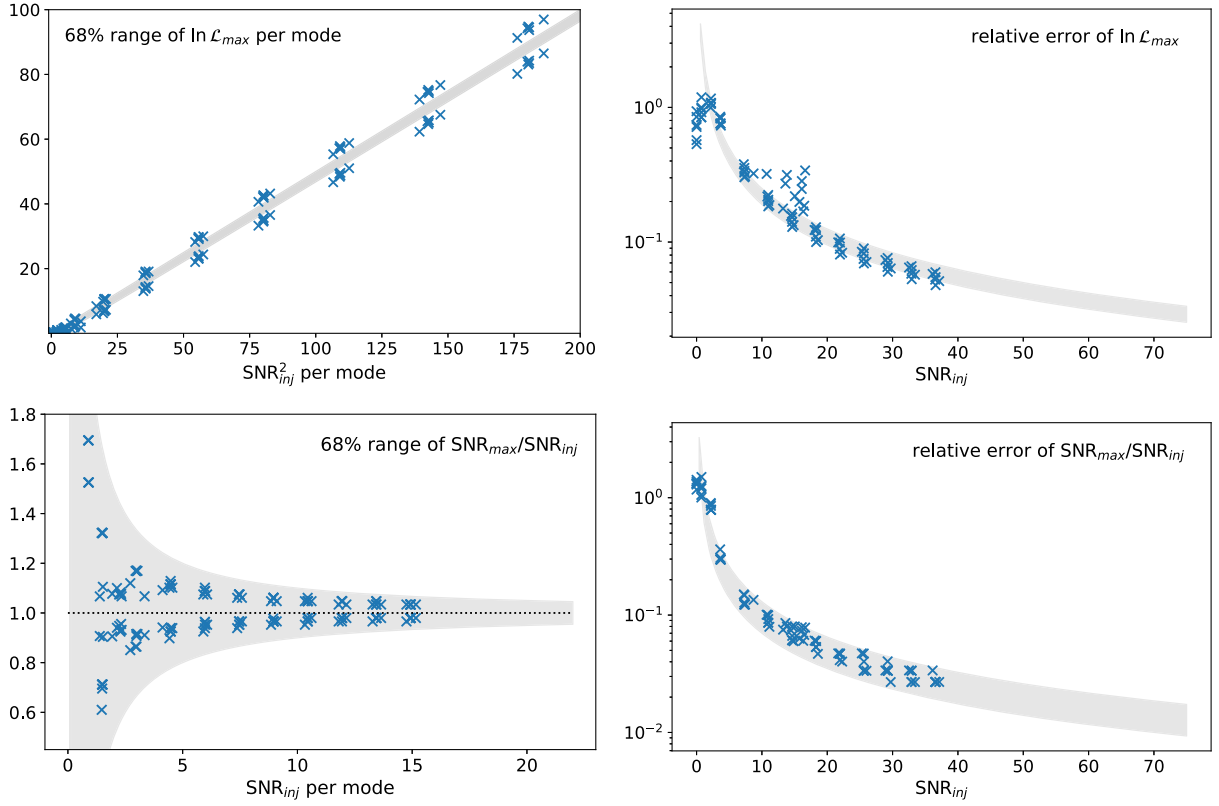 100
80
60
40
20
68% range of ln ℒmax per mode
0 25 50 75 100 125 150 175 200
SNR²inj per mode
10⁰
10⁻¹
relative error of ln ℒmax
0 10 20 30 40 50 60 70
SNRinj
1.8
1.6
1.4
1.2
1.0
0.8
0.6
68% range of SNRmax/SNRinj
0 5 10 15 20
SNRinj per mode
10⁰
10⁻¹
10⁻²
relative error of SNRmax/SNRinj
0 10 20 30 40 50 60 70
SNRinj